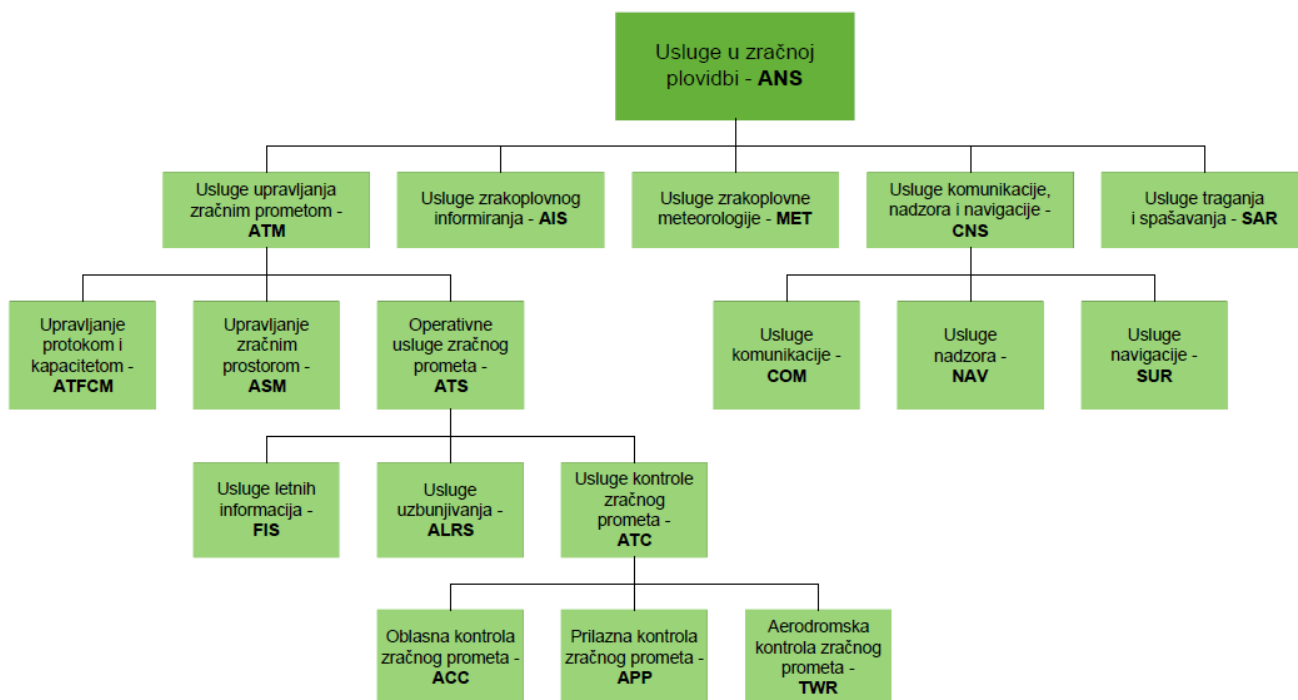 Usluge u zračnoj
plovidbi - ANS
Usluge upravljanja
zračnim prometom -
ATM
Usluge zrakoplovnog
informiranja - AIS
Usluge zrakoplovne
meteorologije - MET
Usluge komunikacije,
nadzora i navigacije -
CNS
Usluge traganja
i spašavanja - SAR
Upravljanje
protokom i
kapacitetom -
ATFCM
Upravljanje
zračnim
prostorom -
ASM
Operativne
usluge zračnog
prometa -
ATS
Usluge
komunikacije -
COM
Usluge
nadzora -
NAV
Usluge
navigacije -
SUR
Usluge letnih
informacija -
FIS
Usluge
uzbunjivanja -
ALRS
Usluge kontrole
zračnog
prometa -
ATC
Oblasna kontrola
zračnog prometa -
ACC
Prilazna kontrola
zračnog prometa -
APP
Aerodromska
kontrola zračnog
prometa -
TWR